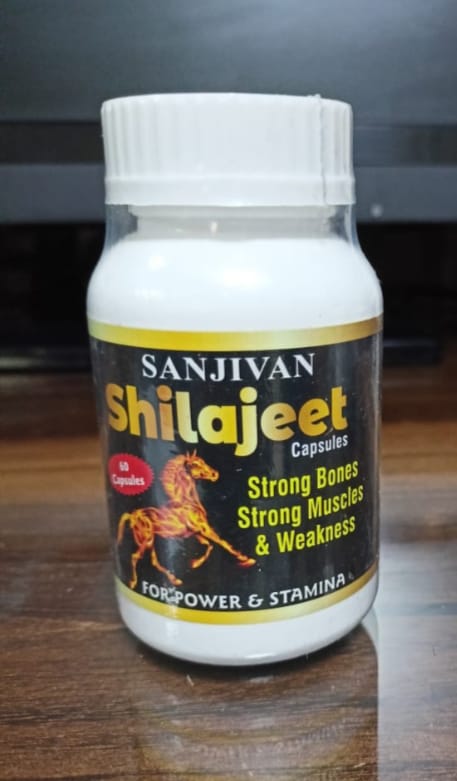 SANJIVAN
Shilajeet
Capsules
60
Capsules
Strong Bones
Strong Muscles
& Weakness
FOR POWER & STAMINA